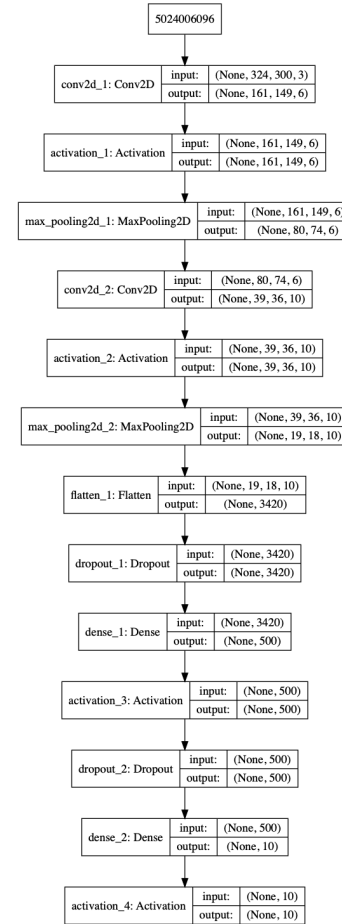 5024006096
conv2d_1: Conv2D input: (None, 324, 300, 3)
output: (None, 161, 149, 6)
activation_1: Activation input: (None, 161, 149, 6)
output: (None, 161, 149, 6)
max_pooling2d_1: MaxPooling2D input: (None, 161, 149, 6)
output: (None, 80, 74, 6)
conv2d_2: Conv2D input: (None, 80, 74, 6)
output: (None, 39, 36, 10)
activation_2: Activation input: (None, 39, 36, 10)
output: (None, 39, 36, 10)
max_pooling2d_2: MaxPooling2D input: (None, 39, 36, 10)
output: (None, 19, 18, 10)
flatten_1: Flatten input: (None, 19, 18, 10)
output: (None, 3420)
dropout_1: Dropout input: (None, 3420)
output: (None, 3420)
dense_1: Dense input: (None, 3420)
output: (None, 500)
activation_3: Activation input: (None, 500)
output: (None, 500)
dropout_2: Dropout input: (None, 500)
output: (None, 500)
dense_2: Dense input: (None, 500)
output: (None, 10)
activation_4: Activation input: (None, 10)
output: (None, 10)